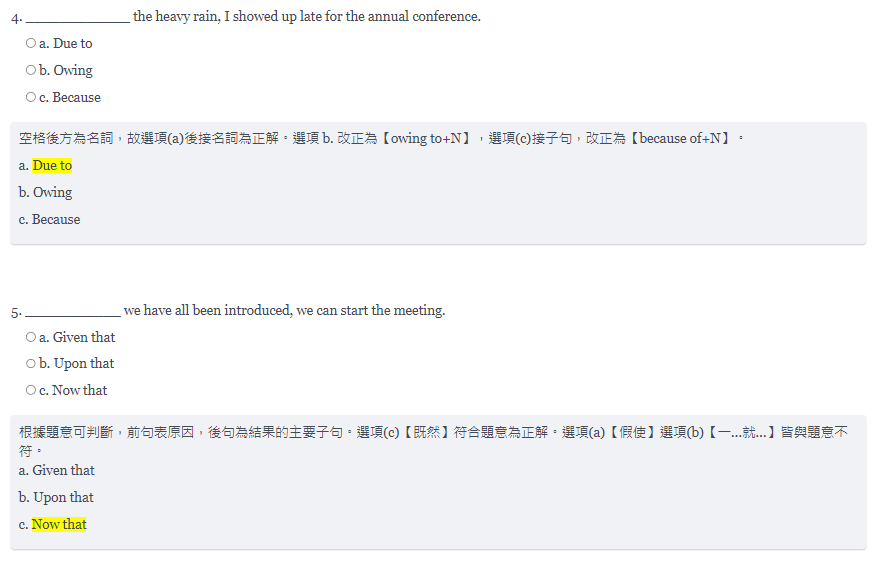 4. _______________ the heavy rain, I showed up late for the annual conference.
a. Due to
b. Owing
c. Because
空格後方為名詞，故選項(a)後接名詞為正解。選項 b. 改正為【owing to+N】，選項(c)接子句，改正為【because of+N】。
a. Due to
b. Owing
c. Because
5. ______________ we have all been introduced, we can start the meeting.
a. Given that
b. Upon that
c. Now that
根據題意可判斷，前句表原因，後句為結果的主要子句。選項(c)【既然】符合題意為正解。選項(a)【假使】選項(b)【一...就...】皆與題意不
符。
a. Given that
b. Upon that
c. Now that